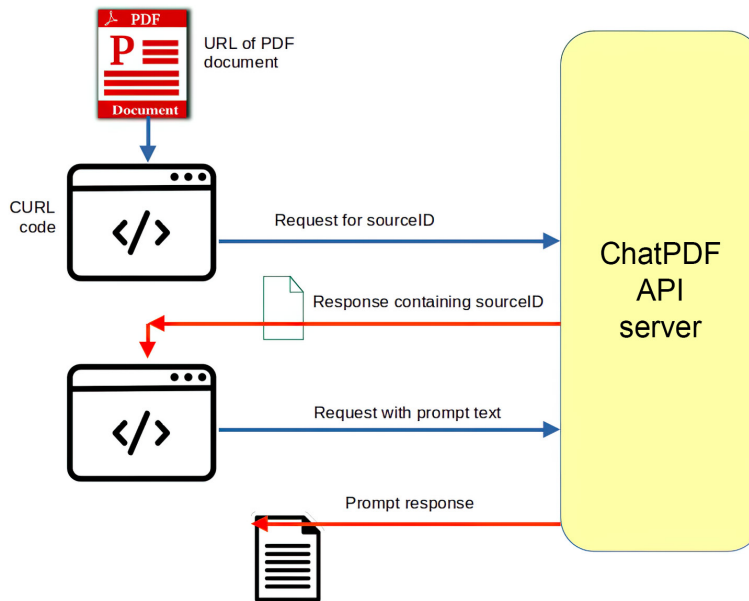 PDF
P
Document
URL of PDF
document
CURL
code
</>
Request for sourceID
ChatPDF
API
server
Response containing sourceID
</>
Request with prompt text
Prompt response